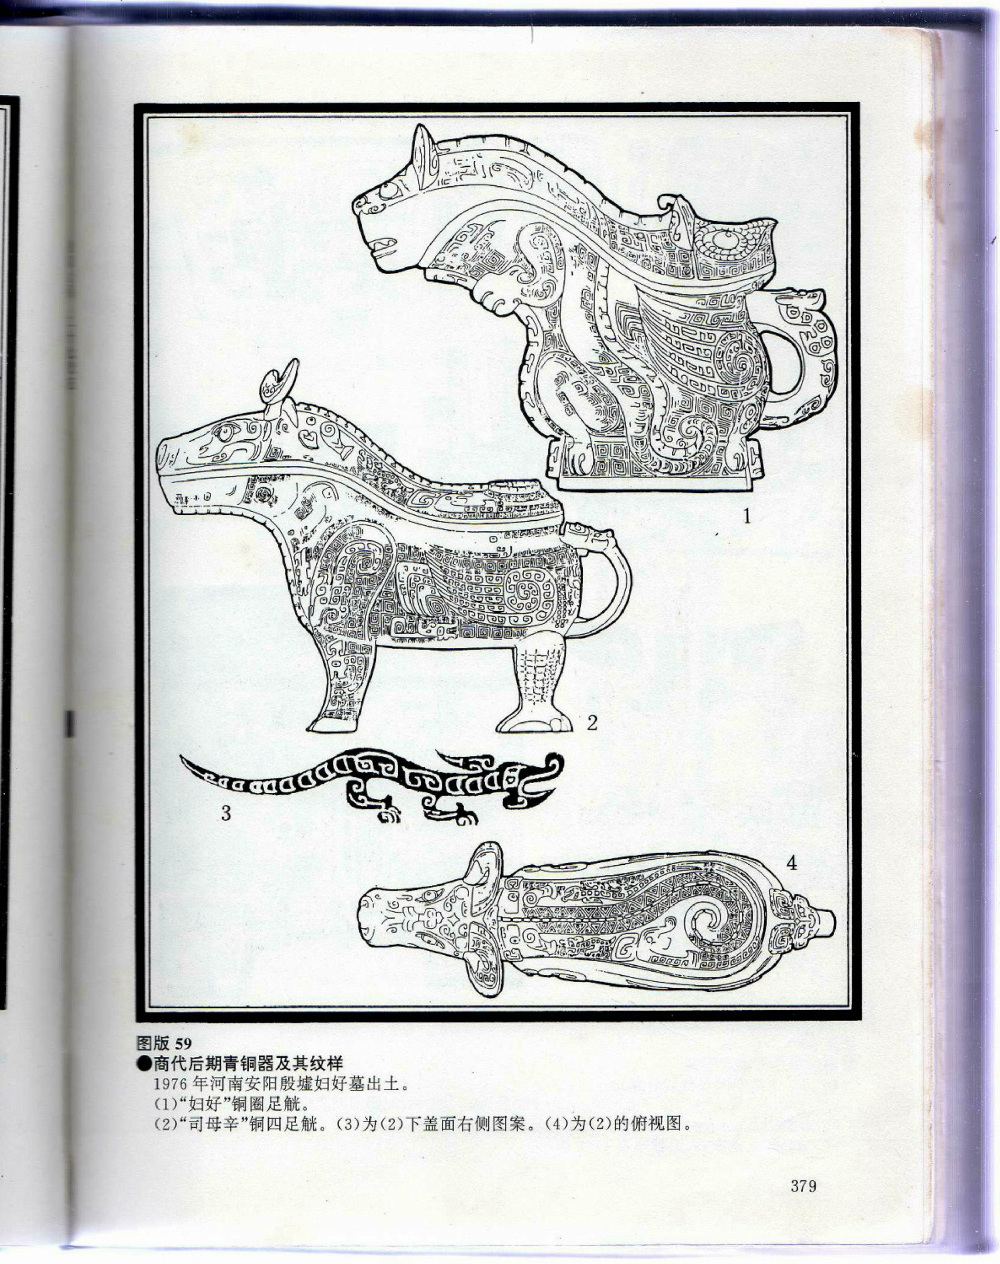 1
2
3
4
图版 59
●商代后期青铜器及其纹样
1976 年河南安阳殷墟妇好墓出土。
(1)“妇好”铜圈足觥。
(2)“司母辛”铜四足觥。(3)为(2)下盖面右侧图案。(4)为(2)的俯视图。
379